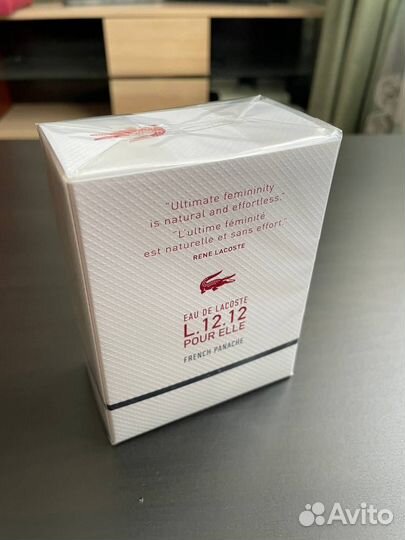 "Ultimate femininity
is natural and effortless."
"L'ultime féminité
est naturelle et sans effort."
RENE LACOSTE
EAU DE LACOSTE
L.12.12
POUR ELLE
FRENCH PANACHE
Avito